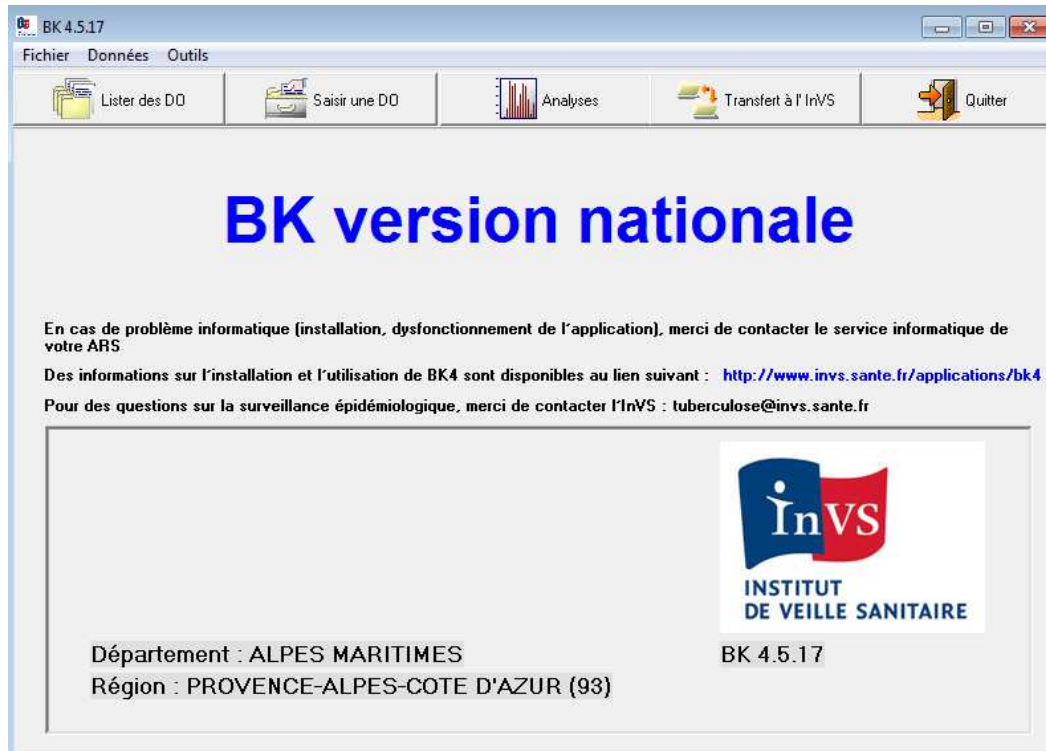 BK 4.5.17
Fichier Données Outils
Lister des DO Saisir une DO Analyses Transfert à l' InVS Quitter
BK version nationale
En cas de problème informatique (installation, dysfonctionnement de l'application), merci de contacter le service informatique de
votre ARS
Des informations sur l'installation et l'utilisation de BK4 sont disponibles au lien suivant : http://www.invs.sante.fr/applications/bk4
Pour des questions sur la surveillance épidémiologique, merci de contacter l'InVS : tuberculose@invs.sante.fr
InVS
INSTITUT
DE VEILLE SANITAIRE
Département : ALPES MARITIMES BK 4.5.17
Région : PROVENCE-ALPES-COTE D'AZUR (93)